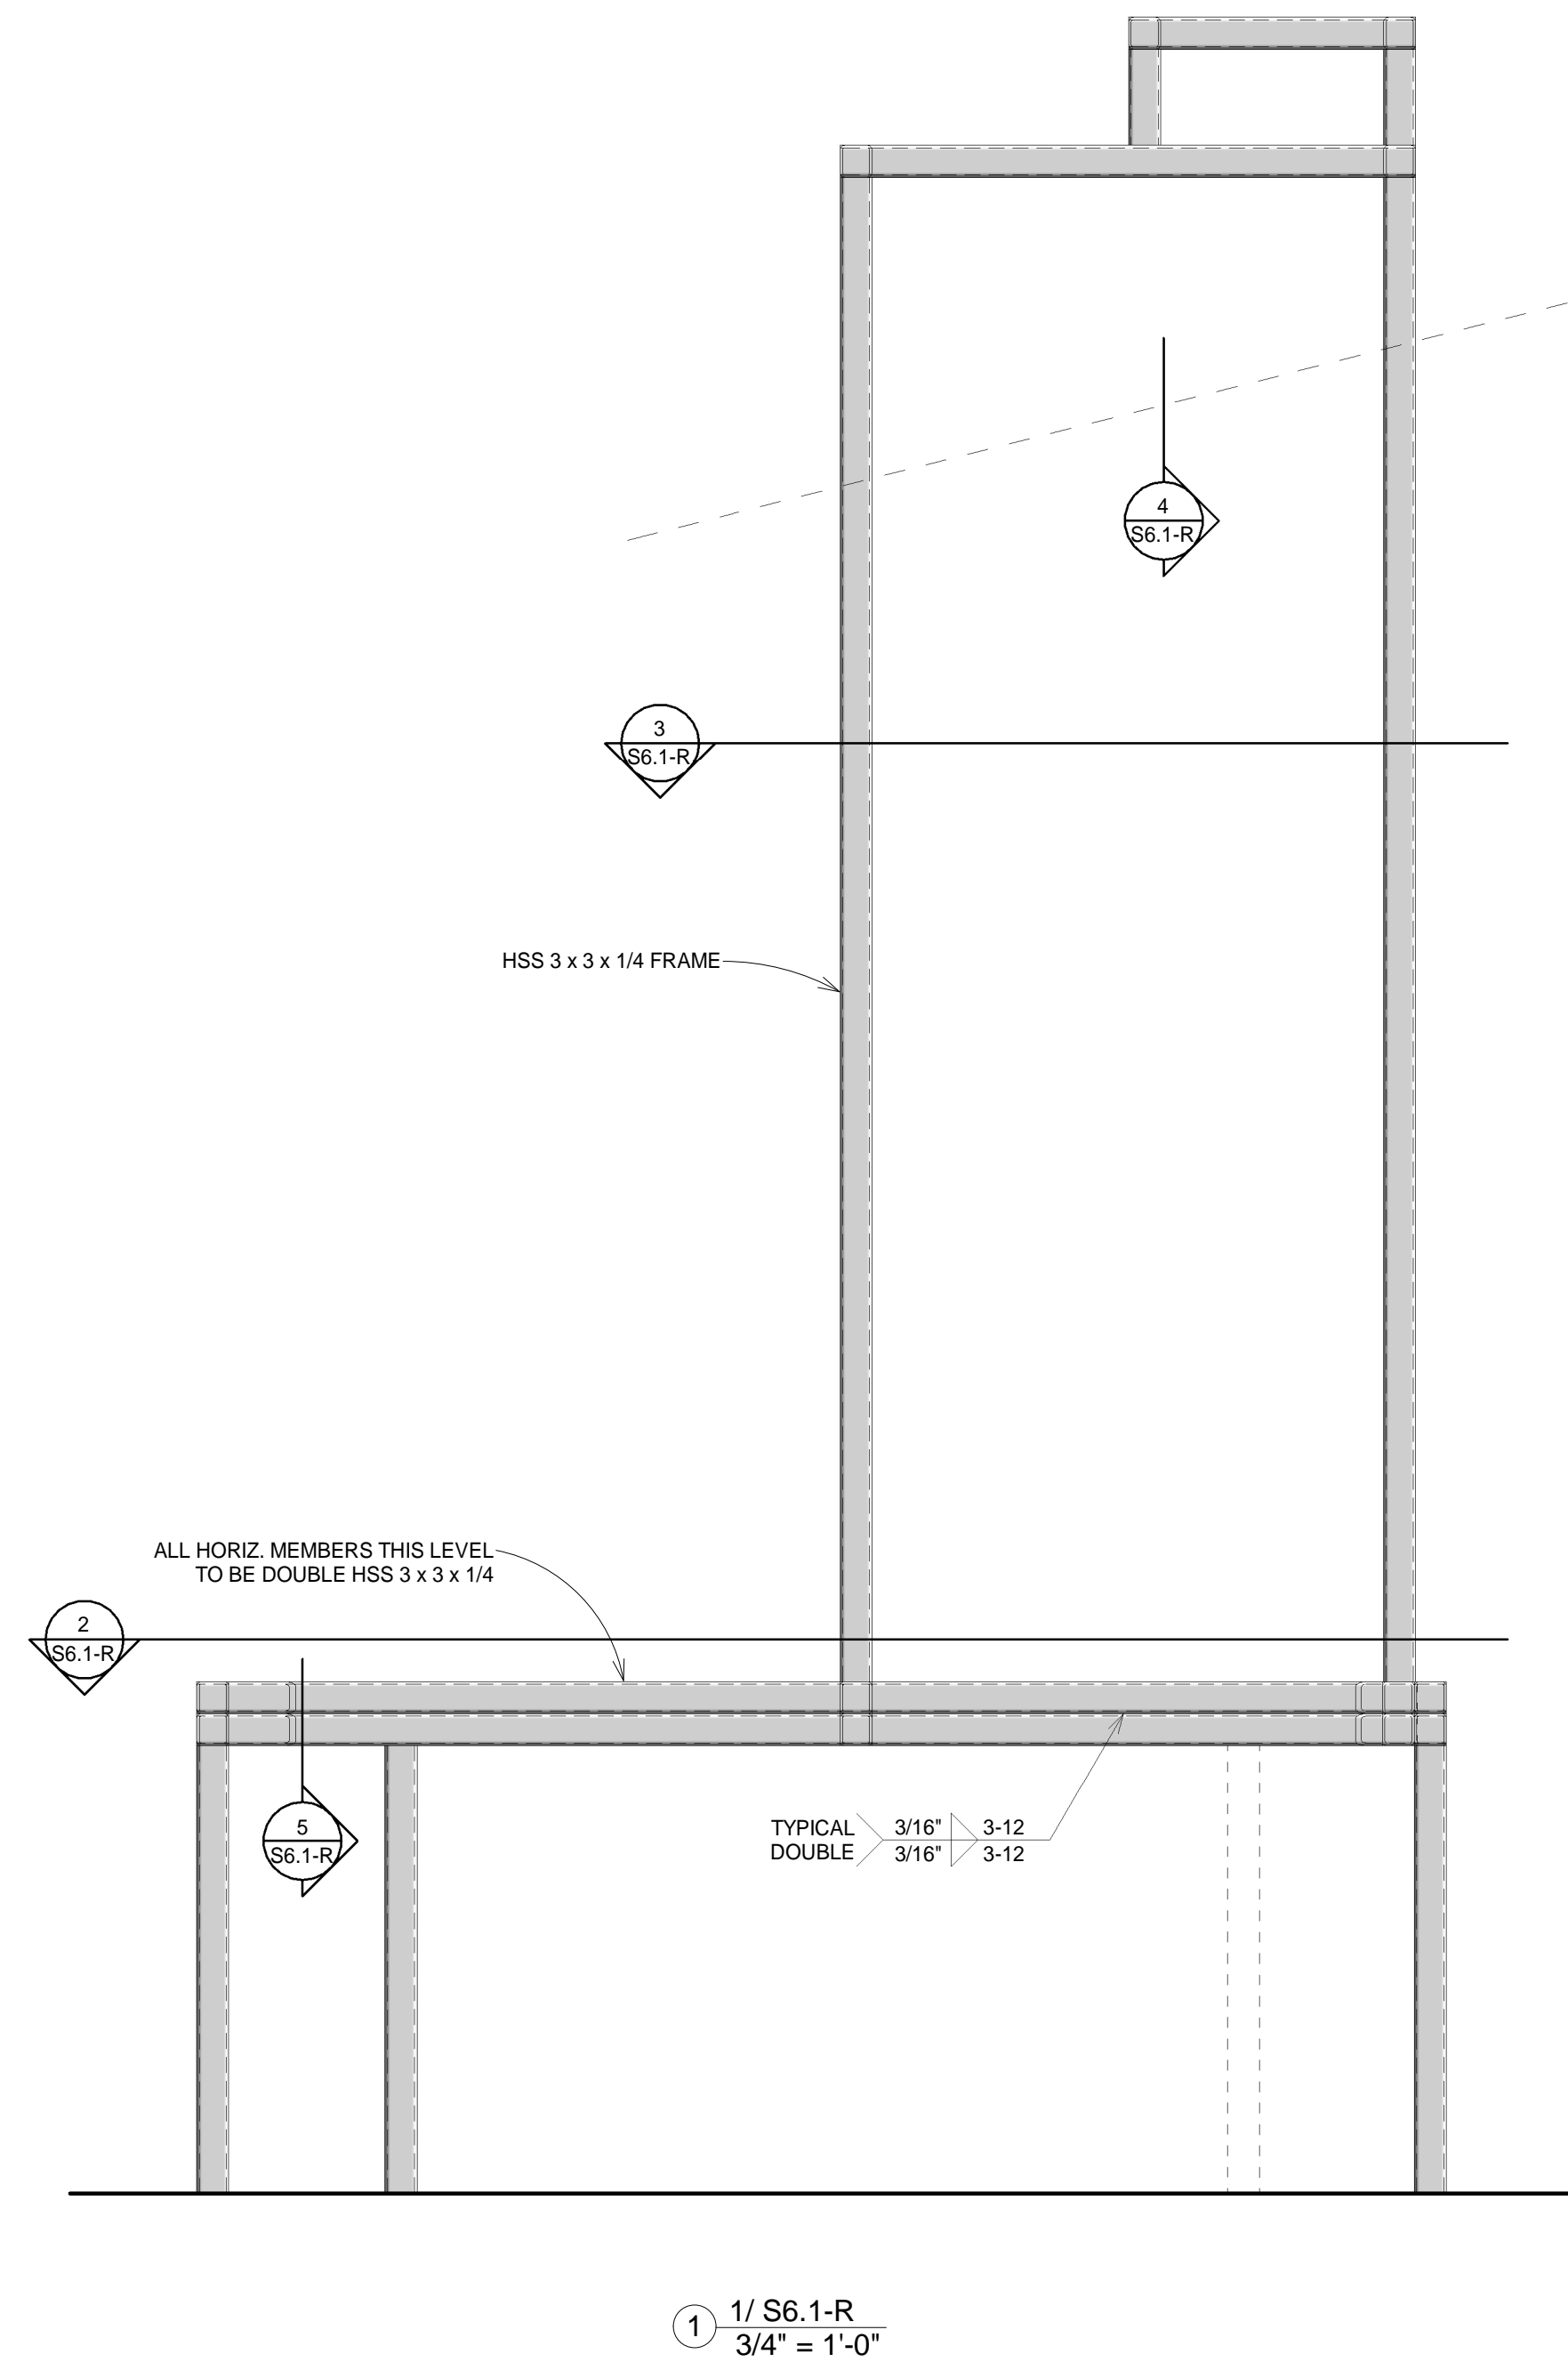 4
S6.1-R
3
S6.1-R
HSS 3 x 3 x 1/4 FRAME
ALL HORIZ. MEMBERS THIS LEVEL
TO BE DOUBLE HSS 3 x 3 x 1/4
2
S6.1-R
5
S6.1-R
TYPICAL
DOUBLE
3/16" 3-12
3/16" 3-12
1
1/ S6.1-R
3/4" = 1'-0"